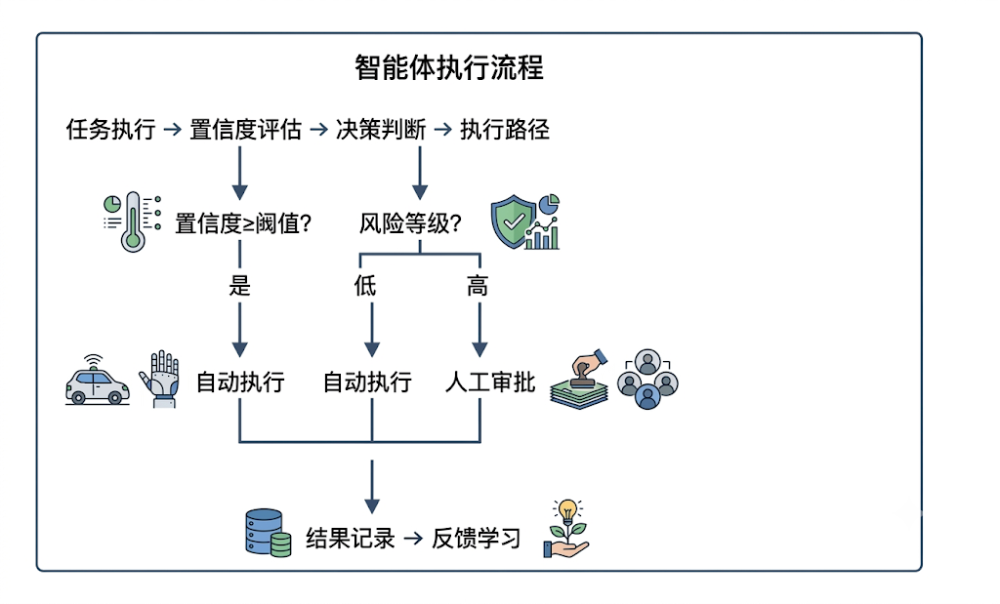 智能体执行流程
任务执行 → 置信度评估 → 决策判断 → 执行路径
置信度≥阈值?
风险等级?
是
低
高
自动执行
自动执行
人工审批
结果记录 → 反馈学习